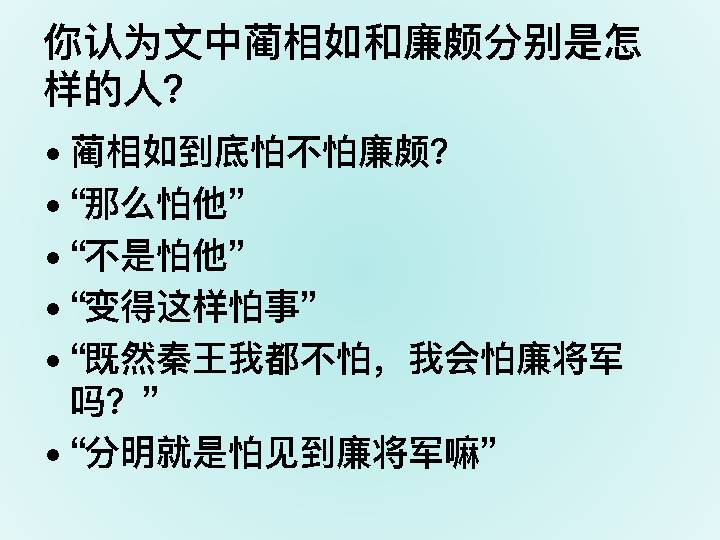 你认为文中蔺相如和廉颇分别是怎
样的人？
• 蔺相如到底怕不怕廉颇？
• “那么怕他”
• “不是怕他”
• “变得这样怕事”
• “既然秦王我都不怕，我会怕廉将军
吗？”
• “分明就是怕见到廉将军嘛”